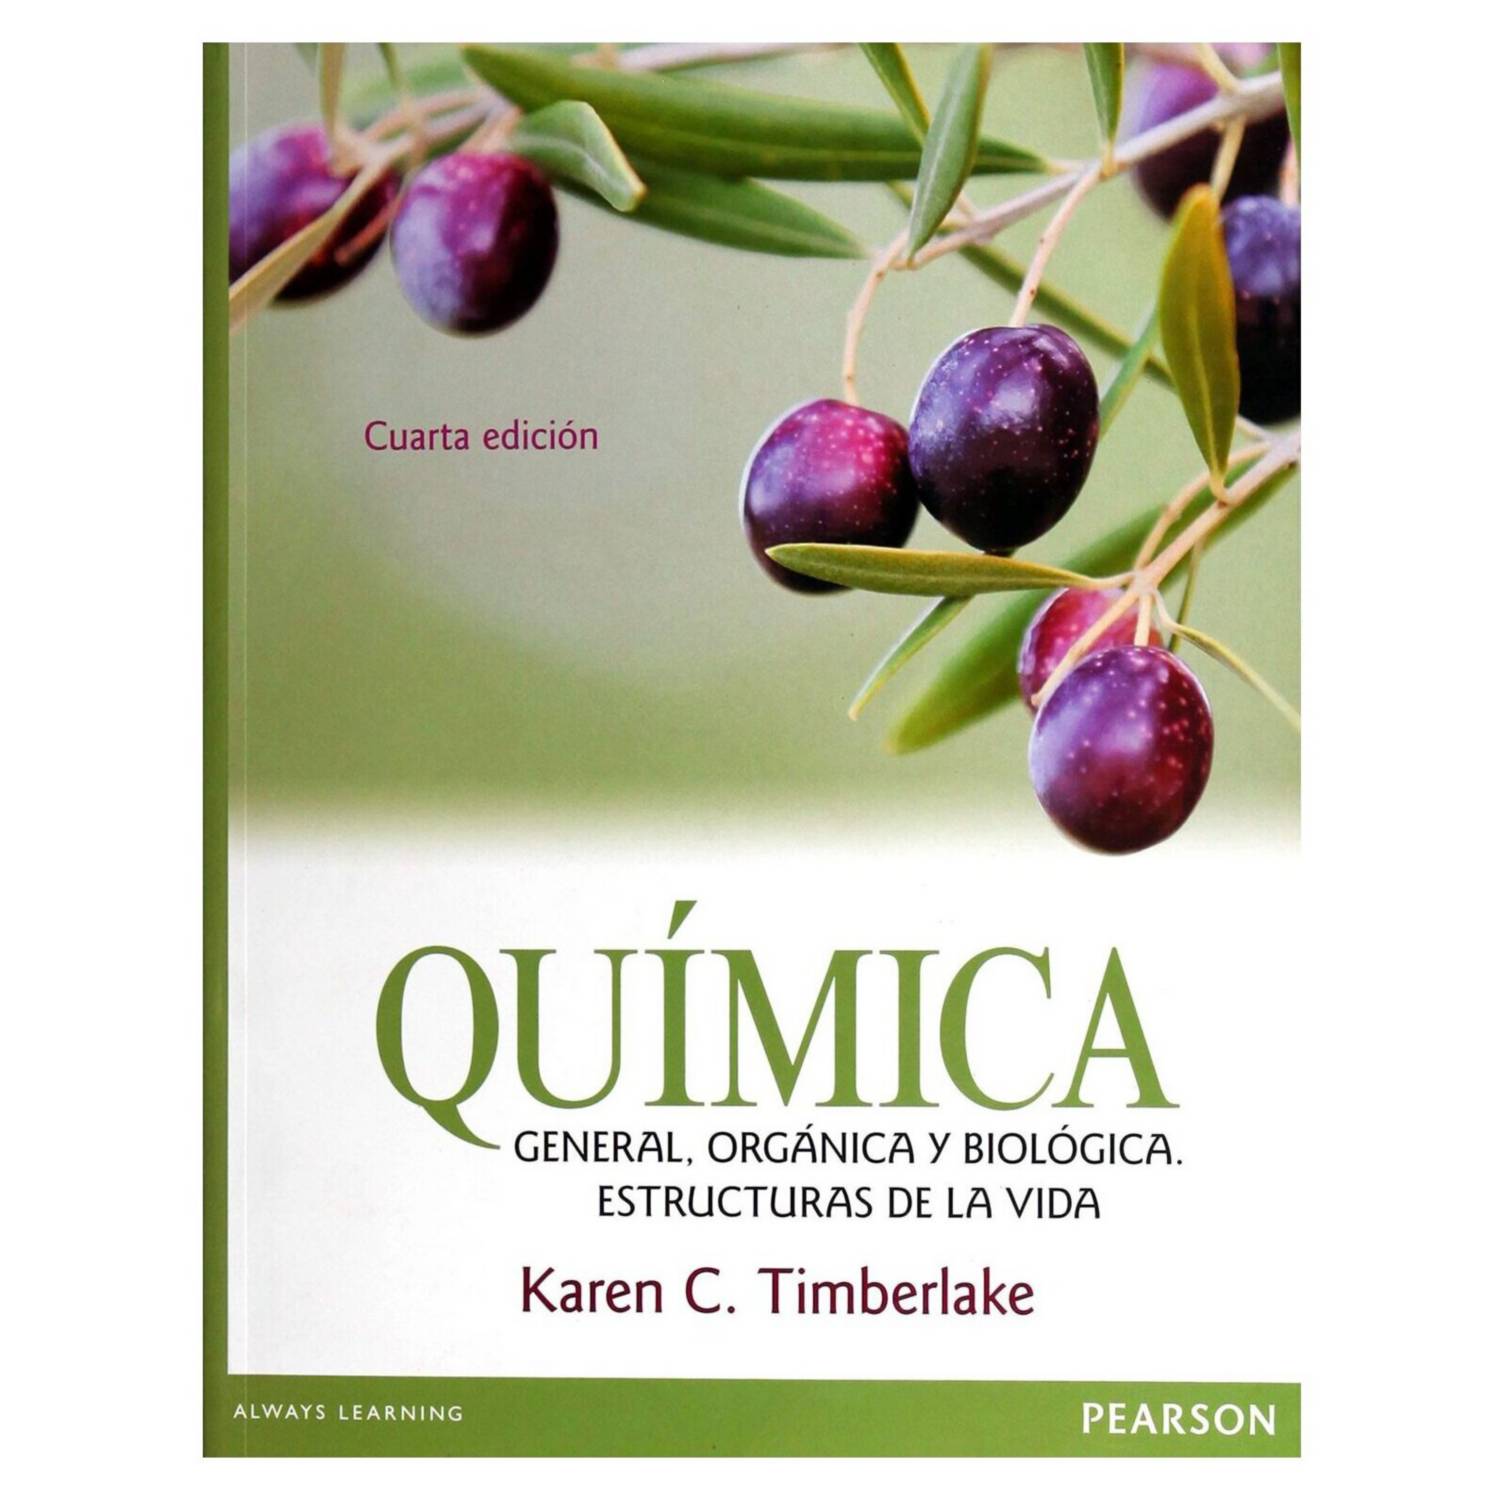 Cuarta edición
QUÍMICA
GENERAL, ORGÁNICA Y BIOLÓGICA.
ESTRUCTURAS DE LA VIDA
Karen C. Timberlake
ALWAYS LEARNING
PEARSON